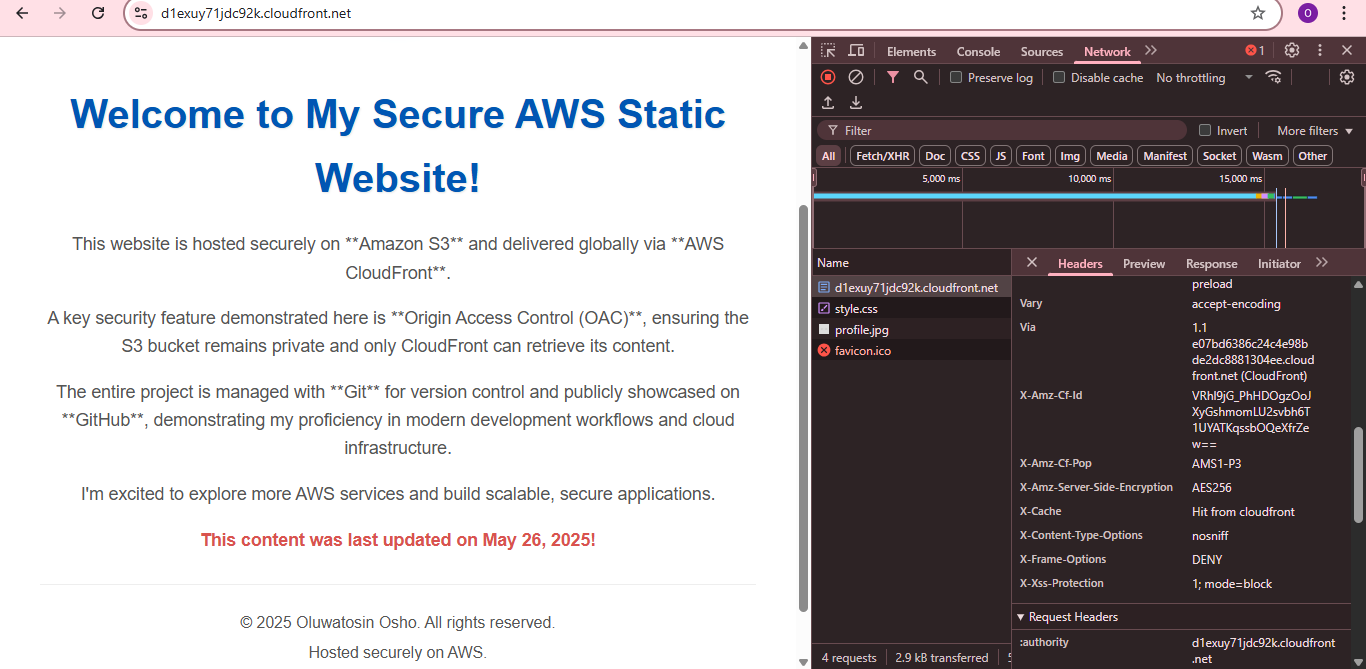 d1exuy71jdc92k.cloudfront.net
O
Welcome to My Secure AWS Static
Website!
This website is hosted securely on **Amazon S3** and delivered globally via **AWS
CloudFront**.
A key security feature demonstrated here is **Origin Access Control (OAC)**, ensuring the
S3 bucket remains private and only CloudFront can retrieve its content.
The entire project is managed with **Git** for version control and publicly showcased on
**GitHub**, demonstrating my proficiency in modern development workflows and cloud
infrastructure.
I'm excited to explore more AWS services and build scalable, secure applications.
This content was last updated on May 26, 2025!
© 2025 Oluwatosin Osho. All rights reserved.
Hosted securely on AWS.
Elements Console Sources Network 1
Preserve log Disable cache No throttling
Filter Invert More filters
All Fetch/XHR Doc CSS JS Font Img Media Manifest Socket Wasm Other
5,000 ms 10,000 ms 15,000 ms
Name
d1exuy71jdc92k.cloudfront.net
style.css
profile.jpg
favicon.ico
4 requests 2.9 kB transferred
Headers Preview Response Initiator
preload
Vary accept-encoding
Via 1.1
e07bd6386c24c4e98b
de2dc8881304ee.cloud
front.net (CloudFront)
X-Amz-Cf-Id VRhl9jG_PhHDOgzOoJ
XyGshmomLU2svbh6T
1UYATKqssbOQeXfrZe
w==
X-Amz-Cf-Pop AMS1-P3
X-Amz-Server-Side-Encryption AES256
X-Cache Hit from cloudfront
X-Content-Type-Options nosniff
X-Frame-Options DENY
X-Xss-Protection 1; mode=block
Request Headers
:authority d1exuy71jdc92k.cloudfront
.net